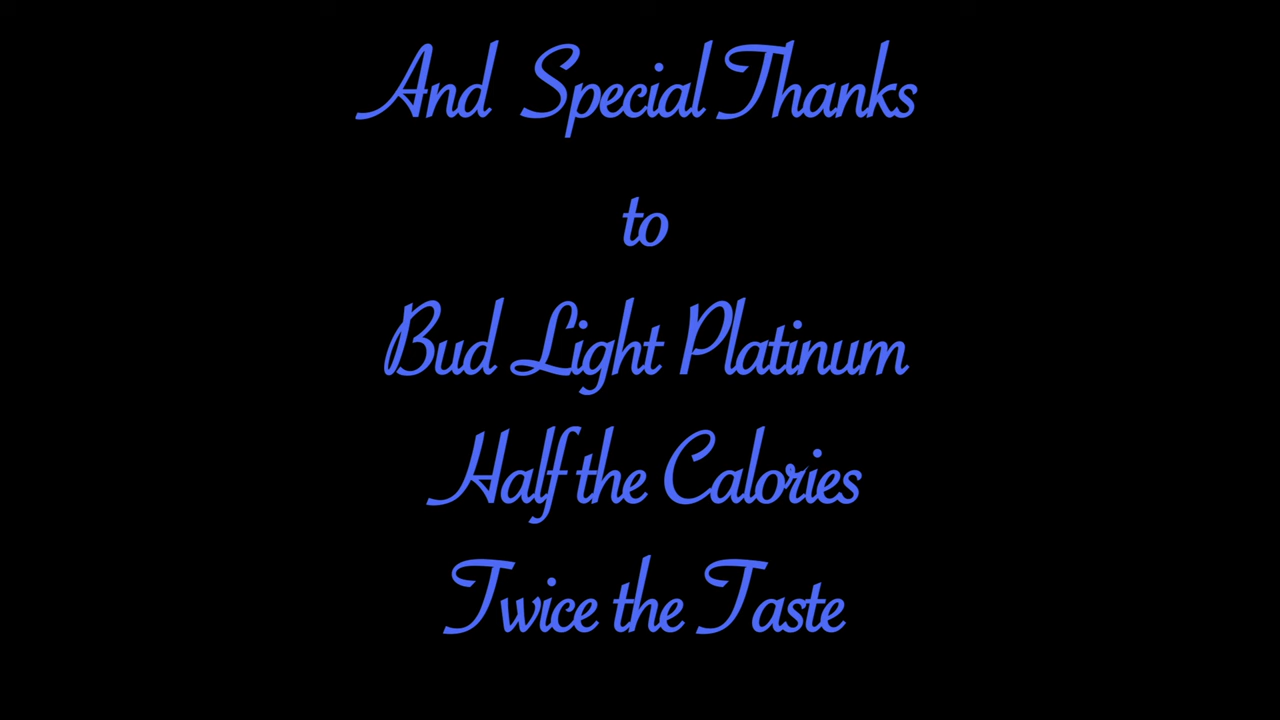 And Special Thanks
to
Bud Light Platinum
Half the Calories
Twice the Taste